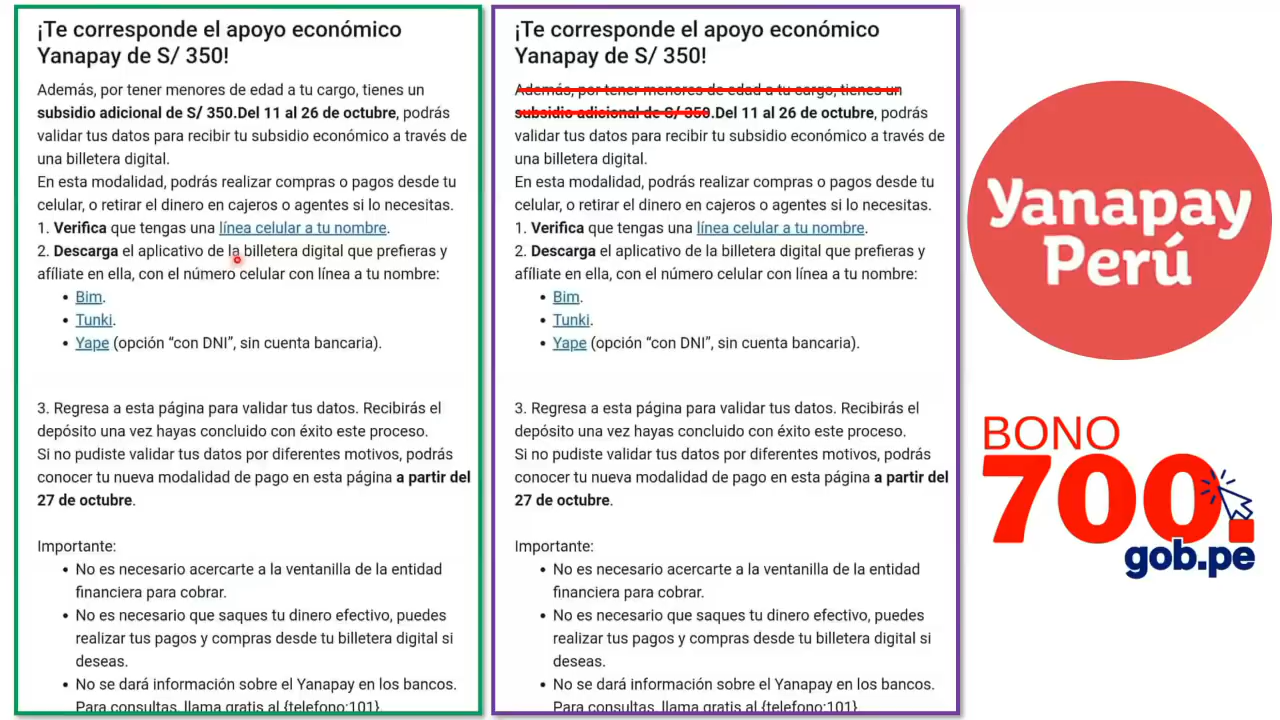 ¡Te corresponde el apoyo económico
Yanapay de S/ 350!
Además, por tener menores de edad a tu cargo, tienes un
subsidio adicional de S/ 350.Del 11 al 26 de octubre, podrás
validar tus datos para recibir tu subsidio económico a través de
una billetera digital.
En esta modalidad, podrás realizar compras o pagos desde tu
celular, o retirar el dinero en cajeros o agentes si lo necesitas.
1. Verifica que tengas una línea celular a tu nombre.
2. Descarga el aplicativo de la billetera digital que prefieras y
afíliate en ella, con el número celular con línea a tu nombre:
• Bim.
• Tunki.
• Yape (opción “con DNI”, sin cuenta bancaria).
3. Regresa a esta página para validar tus datos. Recibirás el
depósito una vez hayas concluido con éxito este proceso.
Si no pudiste validar tus datos por diferentes motivos, podrás
conocer tu nueva modalidad de pago en esta página a partir del
27 de octubre.
Importante:
• No es necesario acercarte a la ventanilla de la entidad
financiera para cobrar.
• No es necesario que saques tu dinero efectivo, puedes
realizar tus pagos y compras desde tu billetera digital si
deseas.
• No se dará información sobre el Yanapay en los bancos.
Para consultas, llama gratis al {telefono:101}.
¡Te corresponde el apoyo económico
Yanapay de S/ 350!
Además, por tener menores de edad a tu cargo, tienes un
subsidio adicional de S/ 350.Del 11 al 26 de octubre, podrás
validar tus datos para recibir tu subsidio económico a través de
una billetera digital.
En esta modalidad, podrás realizar compras o pagos desde tu
celular, o retirar el dinero en cajeros o agentes si lo necesitas.
1. Verifica que tengas una línea celular a tu nombre.
2. Descarga el aplicativo de la billetera digital que prefieras y
afíliate en ella, con el número celular con línea a tu nombre:
• Bim.
• Tunki.
• Yape (opción “con DNI”, sin cuenta bancaria).
3. Regresa a esta página para validar tus datos. Recibirás el
depósito una vez hayas concluido con éxito este proceso.
Si no pudiste validar tus datos por diferentes motivos, podrás
conocer tu nueva modalidad de pago en esta página a partir del
27 de octubre.
Importante:
• No es necesario acercarte a la ventanilla de la entidad
financiera para cobrar.
• No es necesario que saques tu dinero efectivo, puedes
realizar tus pagos y compras desde tu billetera digital si
deseas.
• No se dará información sobre el Yanapay en los bancos.
Para consultas, llama gratis al {telefono:101}.
Yanapay
Perú
BONO
700.
gob.pe